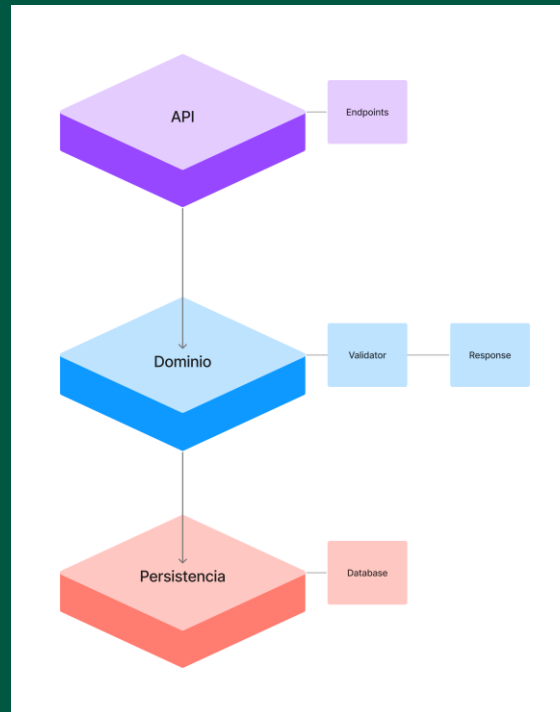 API
Endpoints
Dominio
Validator
Response
Persistencia
Database